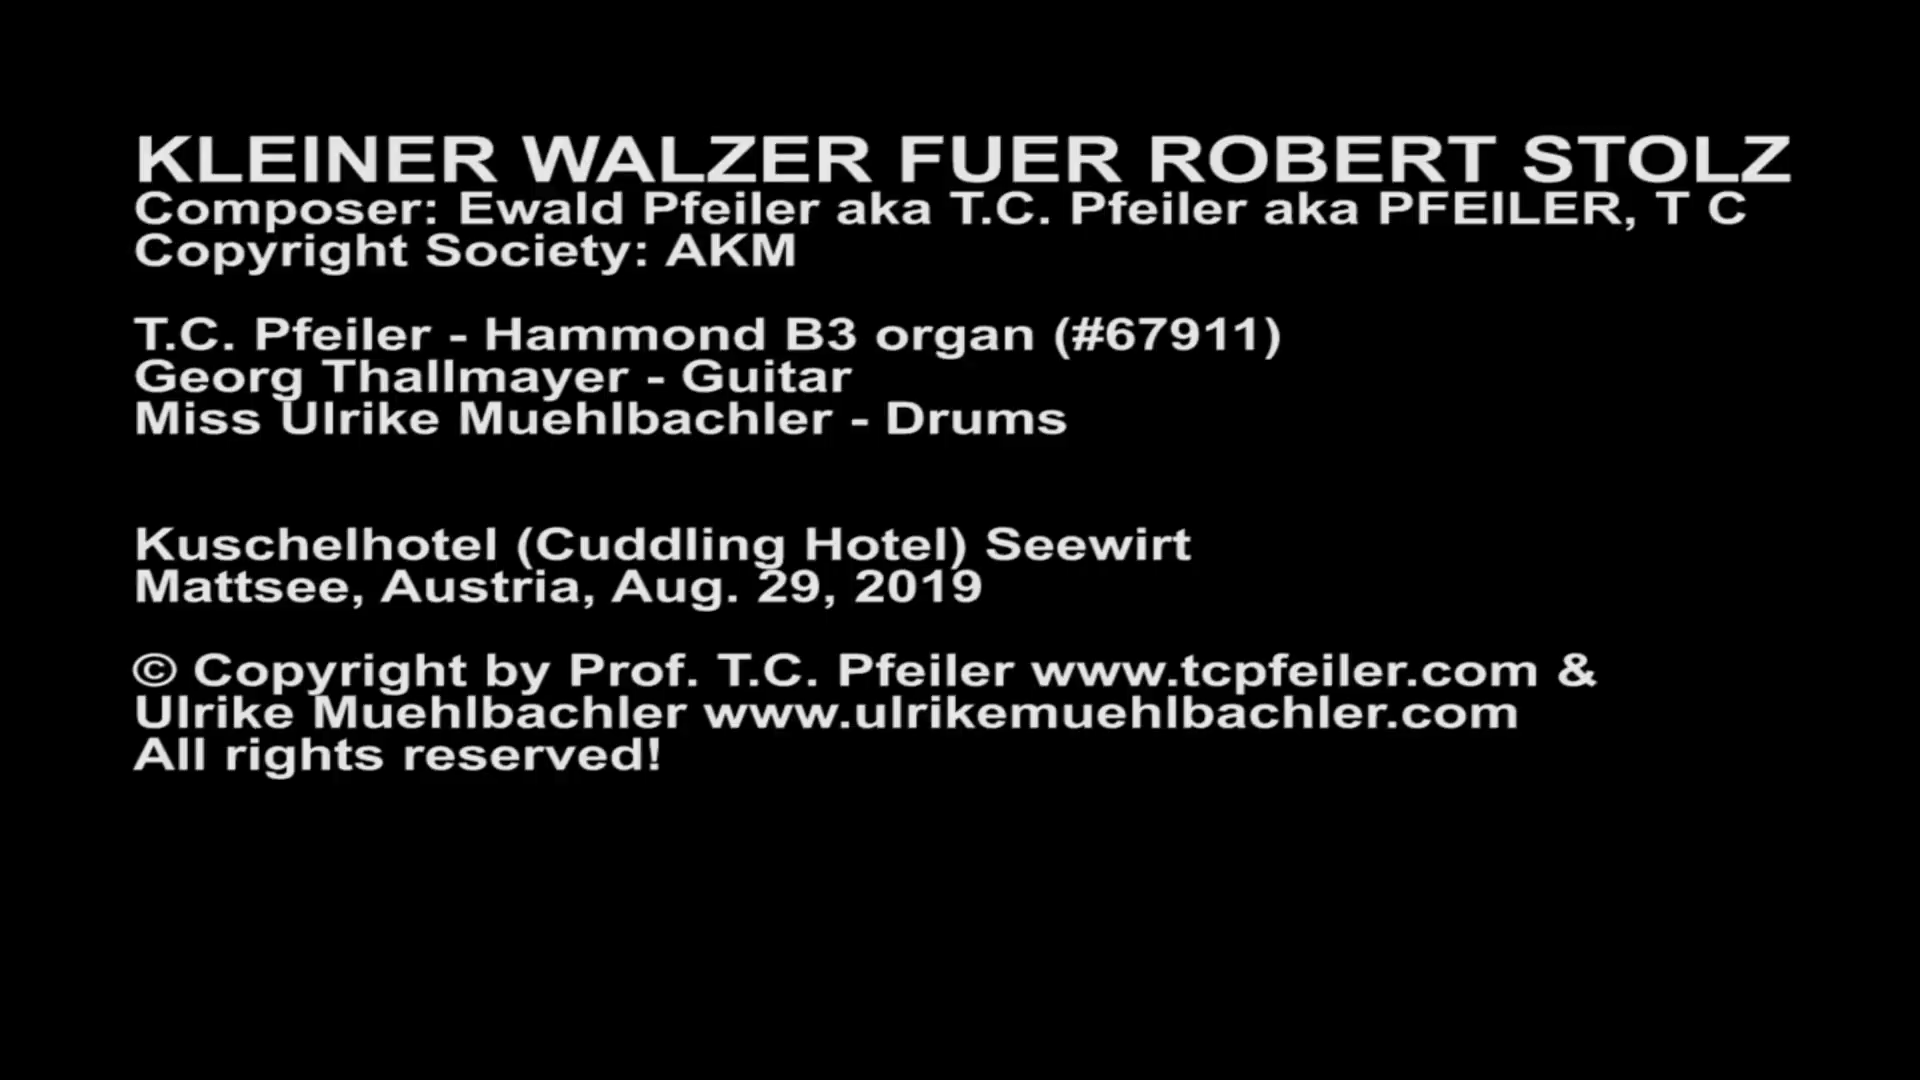 KLEINER WALZER FUER ROBERT STOLZ
Composer: Ewald Pfeiler aka T.C. Pfeiler aka PFEILER, T C
Copyright Society: AKM
T.C. Pfeiler - Hammond B3 organ (#67911)
Georg Thallmayer - Guitar
Miss Ulrike Muehlbachler - Drums
Kuschelhotel (Cuddling Hotel) Seewirt
Mattsee, Austria, Aug. 29, 2019
© Copyright by Prof. T.C. Pfeiler www.tcpfeiler.com &
Ulrike Muehlbachler www.ulrikemuehlbachler.com
All rights reserved!